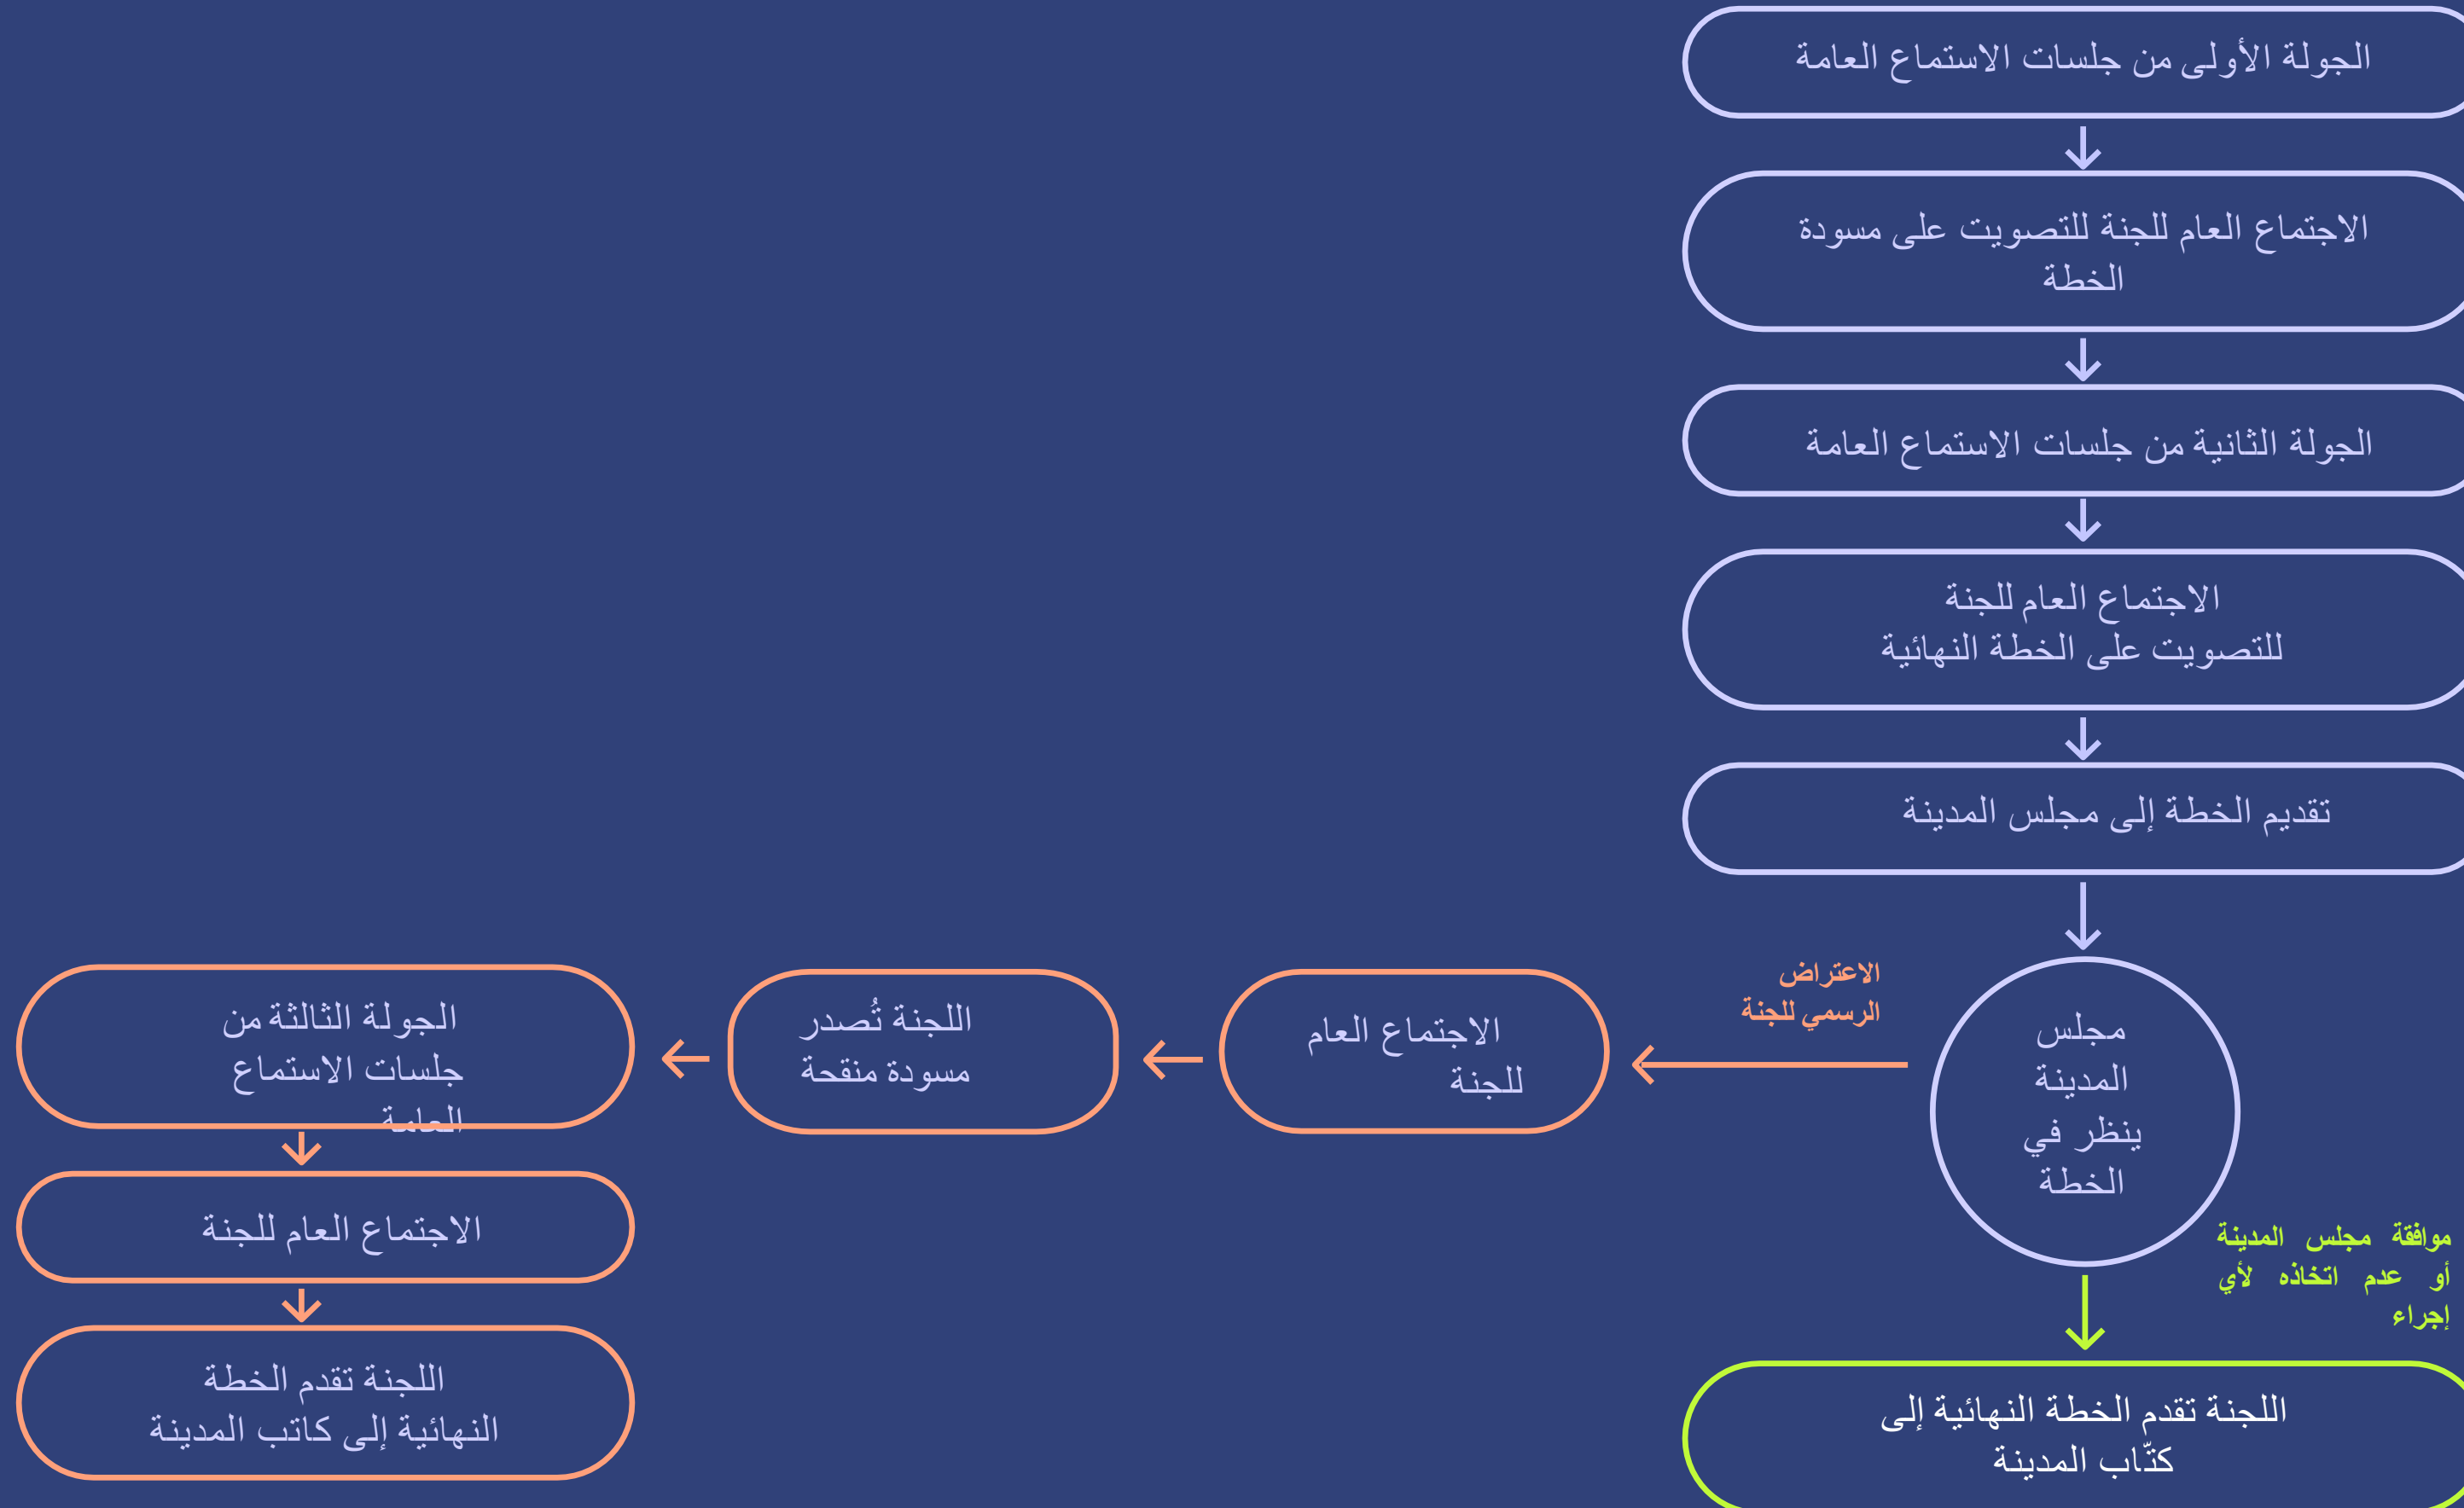 الجولة الأولى من جلسات الاستماع العامة
الاجتماع العام للجنة للتصويت على مسودة
الخطة
الجولة الثانية من جلسات الاستماع العامة
الاجتماع العام للجنة
للتصويت على الخطة النهائية
تقديم الخطة إلى مجلس المدينة
مجلس
المدينة
ينظر في
الخطة
الاعتراض
الرسمي للجنة
الاجتماع العام
للجنة
اللجنة تُصدر
مسودة منقحة
الجولة الثالثة من
جلسات الاستماع
العامة
الاجتماع العام للجنة
اللجنة تقدم الخطة
النهائية إلى كاتب المدينة
موافقة مجلس المدينة
أو عدم اتخاذه لأي
إجراء
اللجنة تقدم الخطة النهائية إلى
كتّاب المدينة